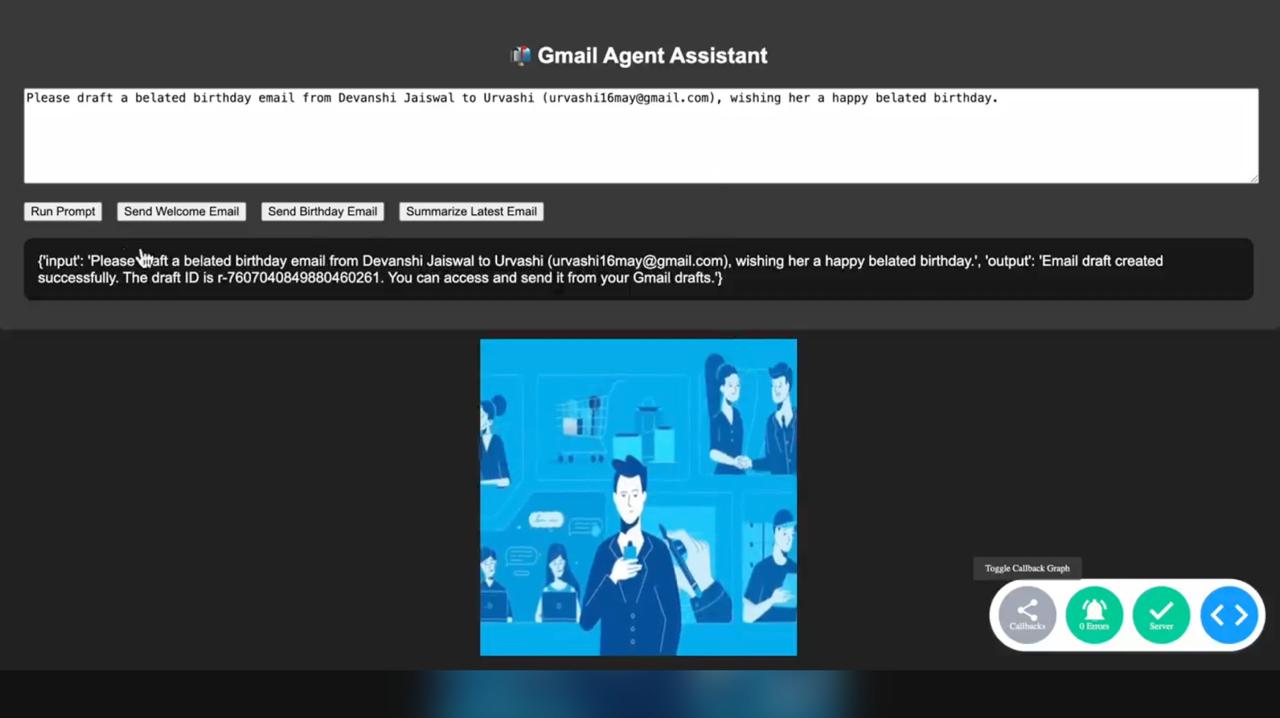 Gmail Agent Assistant
Please draft a belated birthday email from Devanshi Jaiswal to Urvashi (urvashi16may@gmail.com), wishing her a happy belated birthday.
Run Prompt
Send Welcome Email
Send Birthday Email
Summarize Latest Email
{'input': 'Please draft a belated birthday email from Devanshi Jaiswal to Urvashi (urvashi16may@gmail.com), wishing her a happy belated birthday.', 'output': 'Email draft created
successfully. The draft ID is r-7607040849880460261. You can access and send it from your Gmail drafts.'}
Toggle Callback Graph
Callbacks
0 Errors
Server